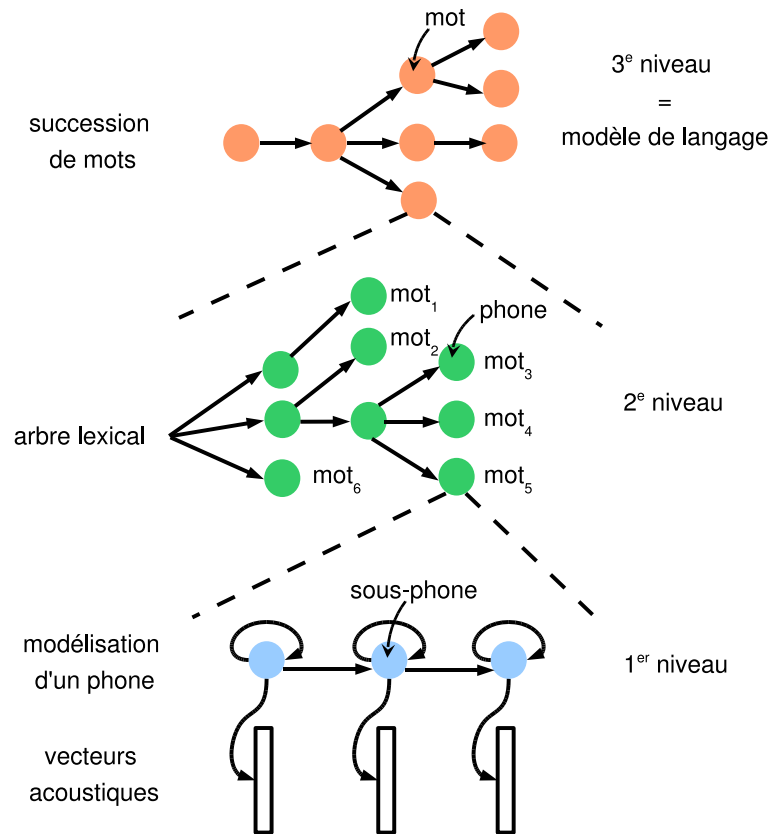 mot
3e niveau
=
modèle de langage
succession
de mots
mot1
phone
mot2
mot3
2e niveau
arbre lexical
mot4
mot6
mot5
sous-phone
modélisation
d'un phone
1er niveau
vecteurs
acoustiques